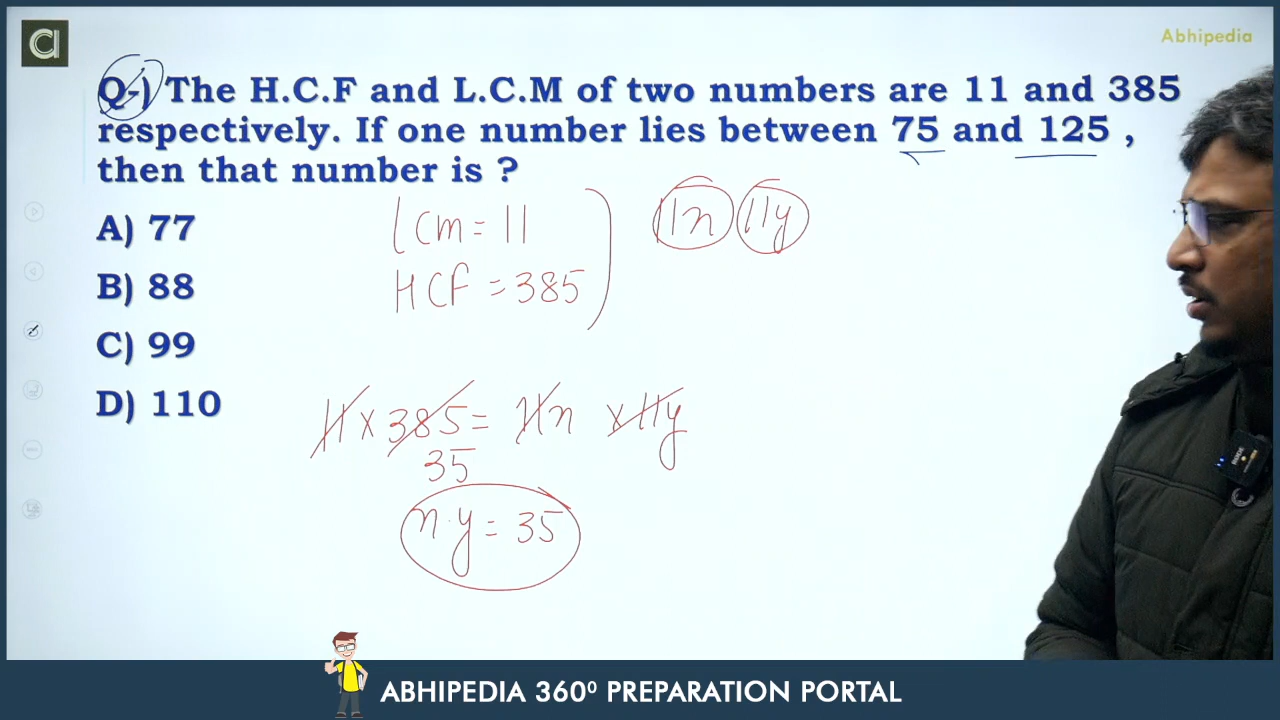 Abhipedia
Q-) The H.C.F and L.C.M of two numbers are 11 and 385
respectively. If one number lies between 75 and 125 ,
then that number is ?
A) 77
B) 88
C) 99
D) 110
LCM = 11
HCF = 385
11x 11y
11 x 385 = 11x x 11y
35
x.y = 35
ABHIPEDIA 360⁰ PREPARATION PORTAL